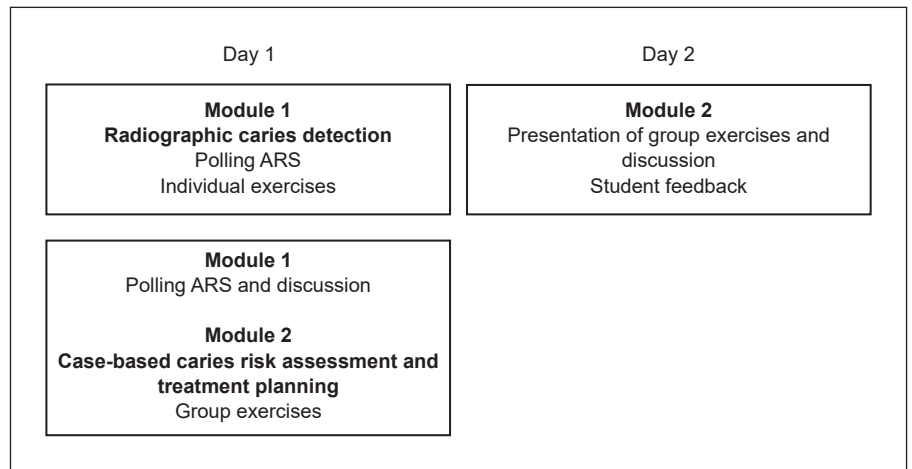 Day 1
Module 1
Radiographic caries detection
Polling ARS
Individual exercises
Module 1
Polling ARS and discussion
Module 2
Case-based caries risk assessment and
treatment planning
Group exercises
Day 2
Module 2
Presentation of group exercises and
discussion
Student feedback